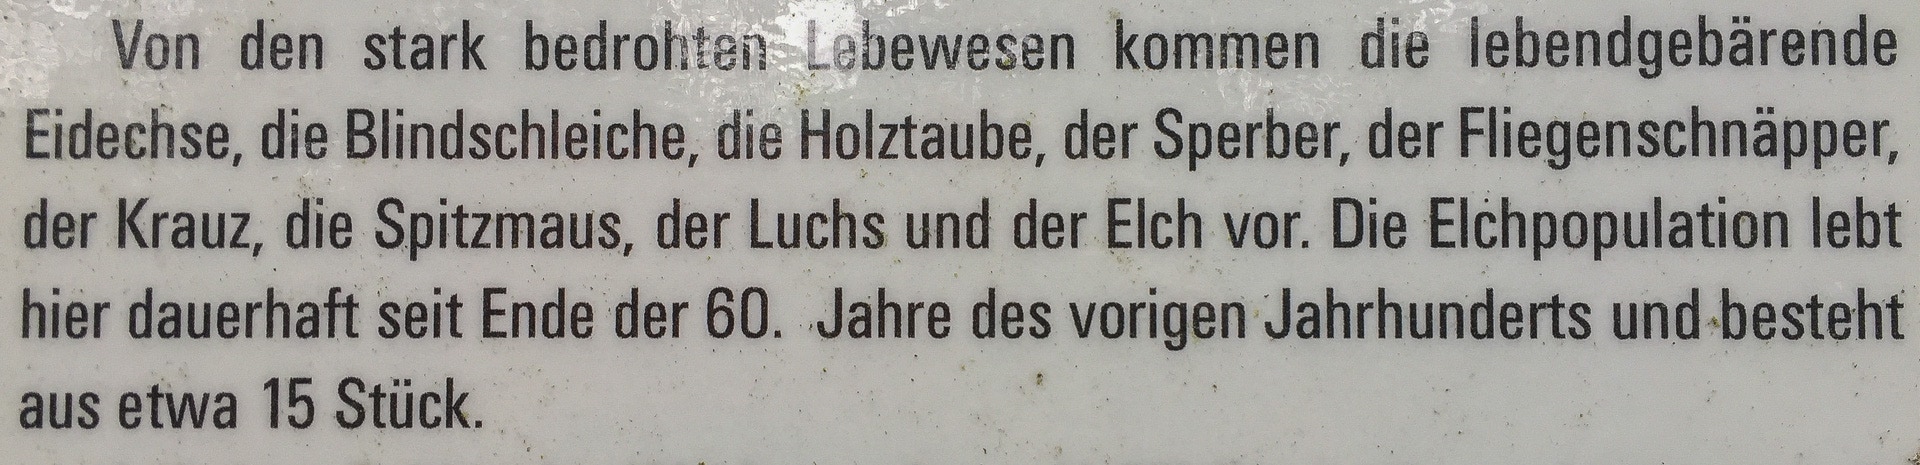 Von den stark bedrohten Lebewesen kommen die lebendgebärende
Eidechse, die Blindschleiche, die Holztaube, der Sperber, der Fliegenschnäpper,
der Krauz, die Spitzmaus, der Luchs und der Elch vor. Die Elchpopulation lebt
hier dauerhaft seit Ende der 60. Jahre des vorigen Jahrhunderts und besteht
aus etwa 15 Stück.